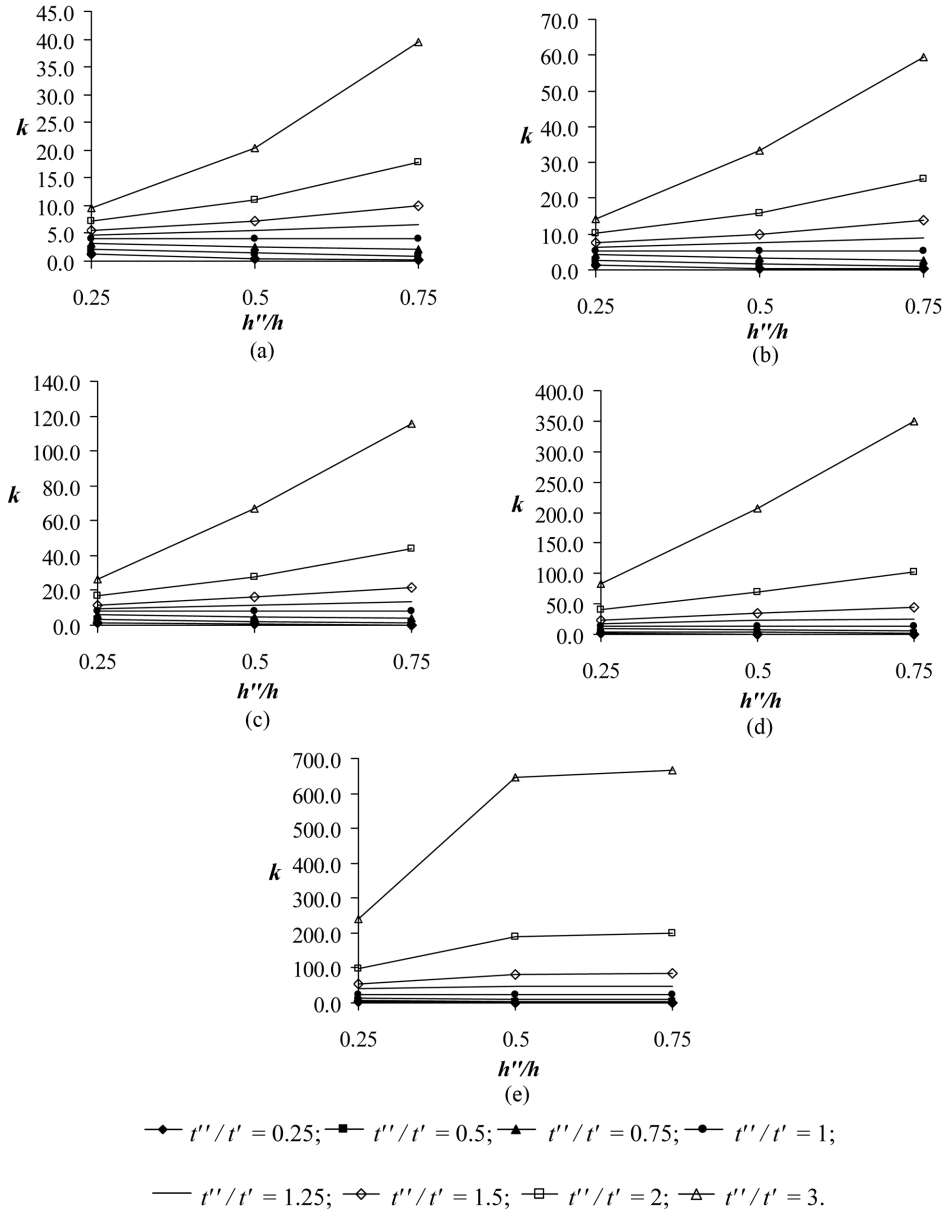 45.0
40.0
35.0
30.0
25.0
20.0
15.0
10.0
5.0
0.0
k
0.25 0.5 0.75
h''/h
(a)
70.0
60.0
50.0
40.0
30.0
20.0
10.0
0.0
k
0.25 0.5 0.75
h''/h
(b)
140.0
120.0
100.0
80.0
60.0
40.0
20.0
0.0
k
0.25 0.5 0.75
h''/h
(c)
400.0
350.0
300.0
250.0
200.0
150.0
100.0
50.0
0.0
k
0.25 0.5 0.75
h''/h
(d)
700.0
600.0
500.0
400.0
300.0
200.0
100.0
0.0
k
0.25 0.5 0.75
h''/h
(e)
t''/t' = 0.25; t''/t' = 0.5; t''/t' = 0.75; t''/t' = 1;
t''/t' = 1.25; t''/t' = 1.5; t''/t' = 2; t''/t' = 3.